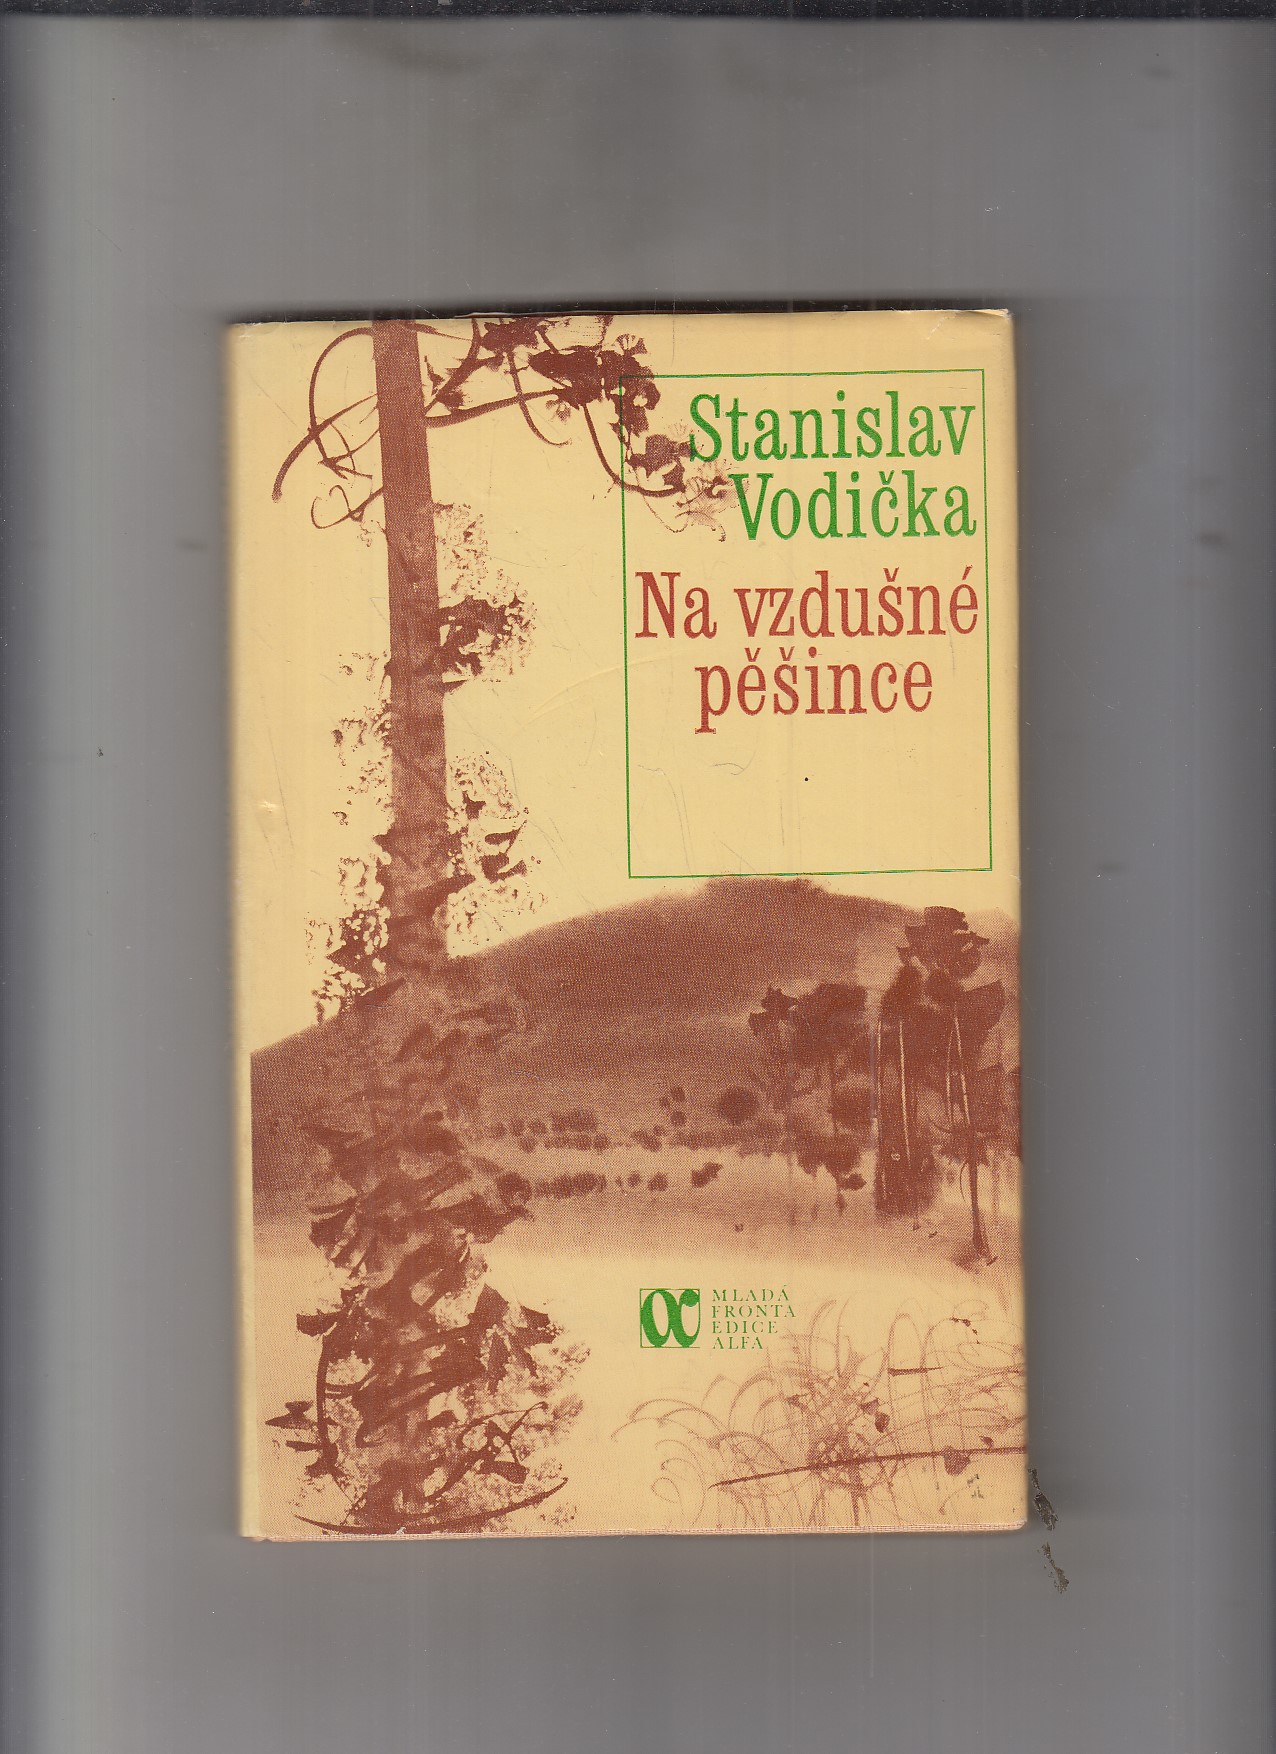 Stanislav
Vodička
Na vzdušné
pěšince
MLADÁ
FRONTA
EDICE
ALFA